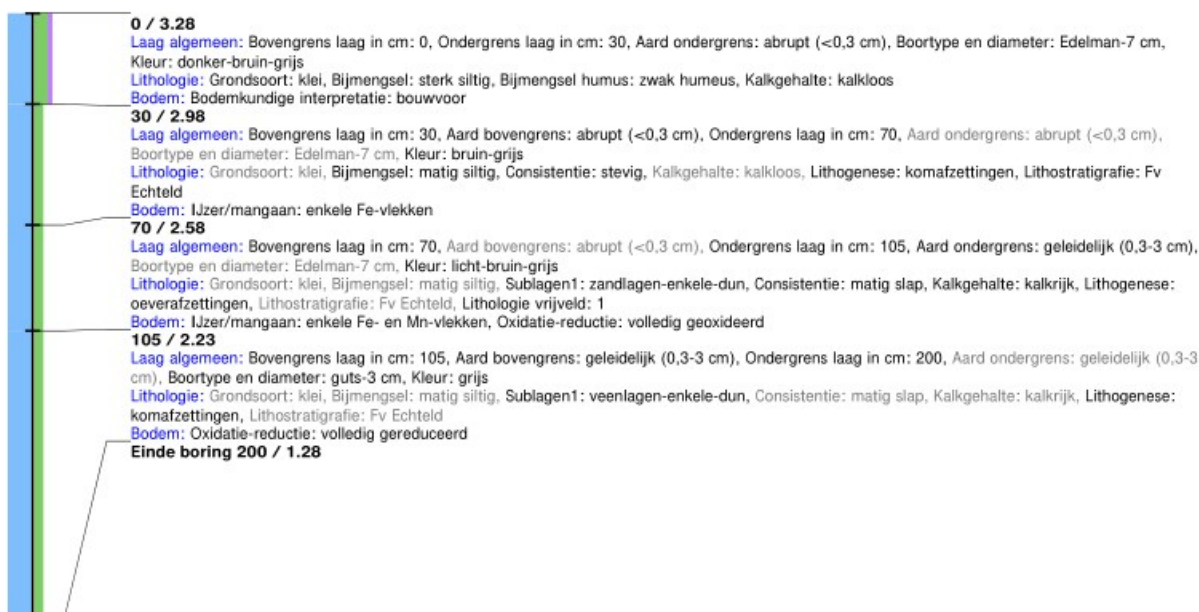 0 / 3.28
Laag algemeen: Bovengrens laag in cm: 0, Ondergrens laag in cm: 30, Aard ondergrens: abrupt (<0,3 cm), Boortype en diameter: Edelman-7 cm,
Kleur: donker-bruin-grijs
Lithologie: Grondsoort: klei, Bijmengsel: sterk siltig, Bijmengsel humus: zwak humeus, Kalkgehalte: kalkloos
Bodem: Bodemkundige interpretatie: bouwvoor
30 / 2.98
Laag algemeen: Bovengrens laag in cm: 30, Aard bovengrens: abrupt (<0,3 cm), Ondergrens laag in cm: 70, Aard ondergrens: abrupt (<0,3 cm),
Boortype en diameter: Edelman-7 cm, Kleur: bruin-grijs
Lithologie: Grondsoort: klei, Bijmengsel: matig siltig, Consistentie: stevig, Kalkgehalte: kalkloos, Lithogenese: komafzettingen, Lithostratigrafie: Fv
Echteld
Bodem: IJzer/mangaan: enkele Fe-vlekken
70 / 2.58
Laag algemeen: Bovengrens laag in cm: 70, Aard bovengrens: abrupt (<0,3 cm), Ondergrens laag in cm: 105, Aard ondergrens: geleidelijk (0,3-3 cm),
Boortype en diameter: Edelman-7 cm, Kleur: licht-bruin-grijs
Lithologie: Grondsoort: klei, Bijmengsel: matig siltig, Sublagen1: zandlagen-enkele-dun, Consistentie: matig slap, Kalkgehalte: kalkrijk, Lithogenese:
oeverafzettingen, Lithostratigrafie: Fv Echteld, Lithologie vrijveld: 1
Bodem: IJzer/mangaan: enkele Fe- en Mn-vlekken, Oxidatie-reductie: volledig geoxideerd
105 / 2.23
Laag algemeen: Bovengrens laag in cm: 105, Aard bovengrens: geleidelijk (0,3-3 cm), Ondergrens laag in cm: 200, Aard ondergrens: geleidelijk (0,3-3
cm), Boortype en diameter: guts-3 cm, Kleur: grijs
Lithologie: Grondsoort: klei, Bijmengsel: matig siltig, Sublagen1: veenlagen-enkele-dun, Consistentie: matig slap, Kalkgehalte: kalkrijk, Lithogenese:
komafzettingen, Lithostratigrafie: Fv Echteld
Bodem: Oxidatie-reductie: volledig gereduceerd
Einde boring 200 / 1.28